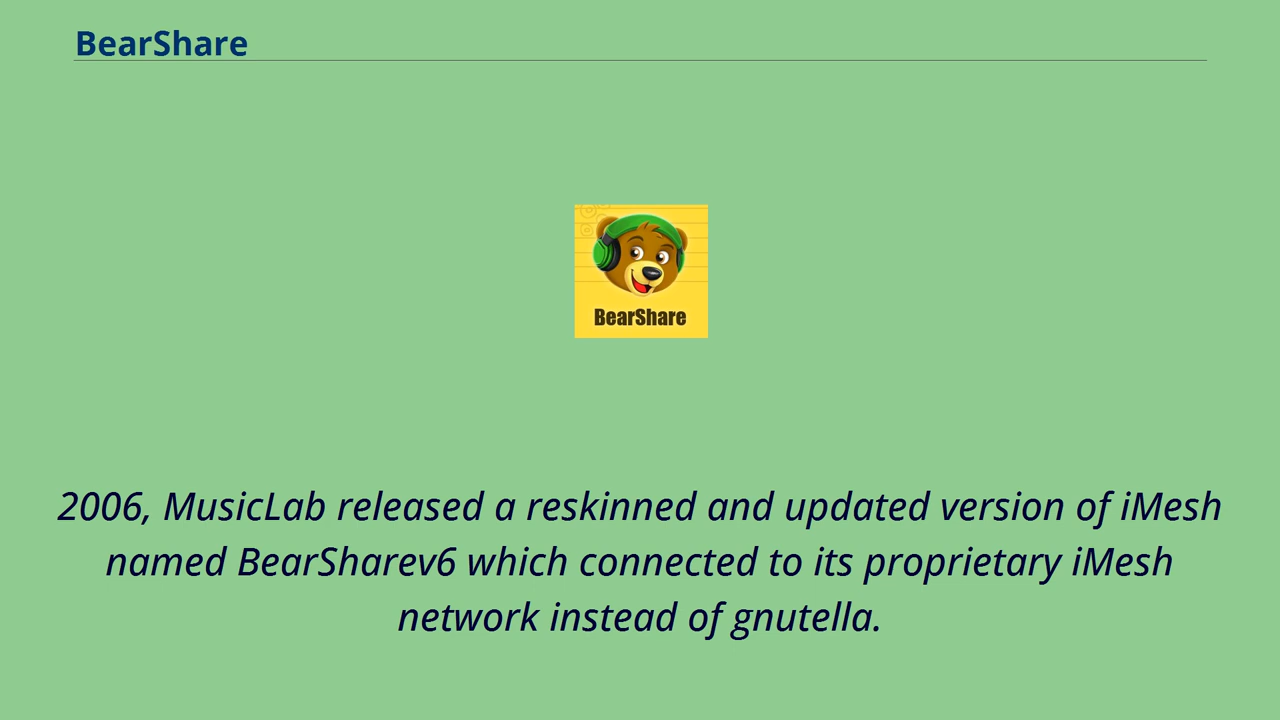 BearShare
BearShare
2006, MusicLab released a reskinned and updated version of iMesh
named BearSharev6 which connected to its proprietary iMesh
network instead of gnutella.